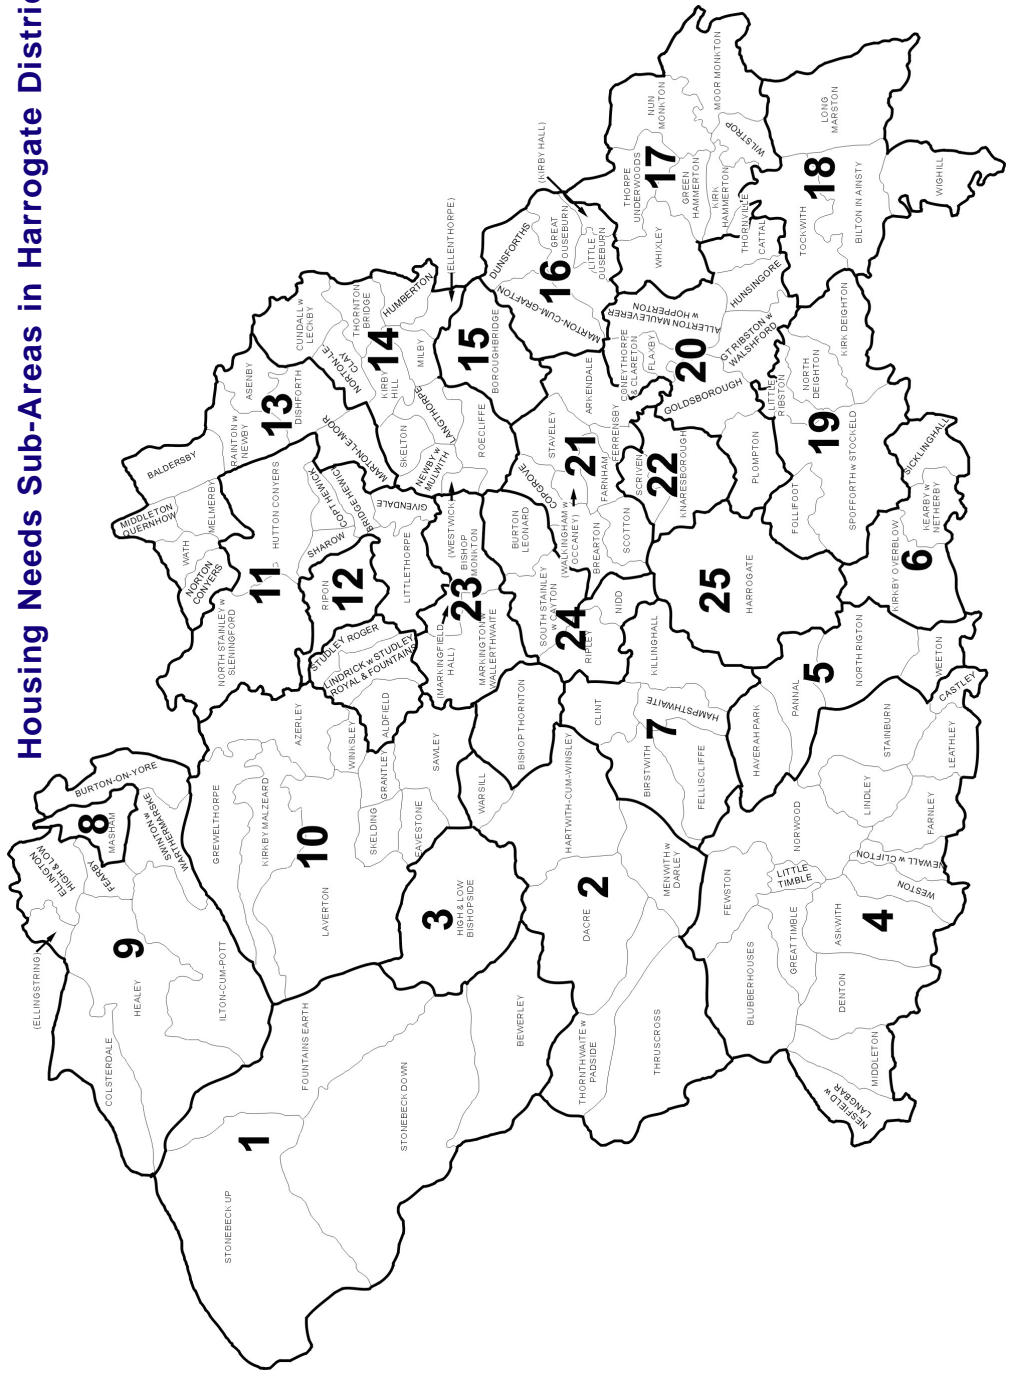 Housing Needs Sub-Areas in Harrogate Distric
1
STONEBECK UP
STONEBECK DOWN
FOUNTAINS EARTH
BEWERLEY
2
DACRE
HARTWITH-CUM-WINSLEY
MENWITH w
DARLEY
THORNTHWAITE w
PADSIDE
THRUSCROSS
3
HIGH & LOW
BISHOPSIDE
4
FEWSTON
NORWOOD
LITTLE
TIMBLE
GREAT TIMBLE
BLUBBERHOUSES
ASKWITH
DENTON
MIDDLETON
NESFIELD w
LANGBAR
WESTON
NEWALL w CLIFTON
FARNLEY
LINDLEY
STAINBURN
LEATHLEY
CASTLEY
5
HAVERAH PARK
PANNAL
NORTH RIGTON
WEETON
6
KIRKBY OVERBLOW
KEARBY w
NETHERBY
SICKLINGHALL
7
CLINT
BIRSTWITH
HAMPSTHWAITE
FELLISCLIFFE
KILLINGHALL
8
MASHAM
9
(ELLINGSTRING)
ELLINGTON
HIGH & LOW
FEARBY
BURTON-ON-YORE
SWINTON w
WARTHERMARSKE
HEALEY
ILTON-CUM-POTT
COLSTERDALE
10
GREWELTHORPE
KIRKBY MALZEARD
LAVERTON
AZERLEY
WINKSLEY
GRANTLEY
SKELDING
EAVESTONE
SAWLEY
ALDFIELD
WARSILL
BISHOP THORNTON
STUDLEY ROGER
LINDRICK w STUDLEY
ROYAL & FOUNTAINS
11
NORTH STAINLEY w
SLENINGFORD
HUTTON CONYERS
NORTON
CONYERS
WATH
MIDDLETON
QUERNHOW
MELMERBY
BALDERSBY
SHAROW
COPT HEWICK
BRIDGE HEWICK
GIVENDALE
LITTLETHORPE
12
RIPON
13
RAINTON w
NEWBY
ASENBY
DISHFORTH
MARTON-LE-MOOR
14
CUNDALL w
LECKBY
NORTON-LE-
CLAY
THORNTON
BRIDGE
HUMBERTON
KIRBY
HILL
MILBY
LANGTHORPE
SKELTON
NEWBY w
MULWITH
ROECLIFFE
(ELLENTHORPE)
(WESTWICK)
15
BOROUGHBRIDGE
16
DUNSFORTHS
GREAT
OUSEBURN
LITTLE
OUSEBURN
MARTON-CUM-GRAFTON
(KIRBY HALL)
17
NUN
MONKTON
MOOR MONKTON
THORPE
UNDERWOODS
GREEN
HAMMERTON
KIRK
HAMMERTON
WHIXLEY
WILSTROP
THORNVILLE
CATTAL
18
LONG
MARSTON
TOCKWITH
BILTON IN AINSTY
WIGHILL
19
KIRK DEIGHTON
NORTH
DEIGHTON
LITTLE
RIBSTON
SPOFFORTH w STOCKELD
FOLLIFOOT
PLOMPTON
20
ALLERTON MAULEVERER
w HOPPERTON
HUNSINGORE
GT RIBSTON w
WALSHFORD
FLAXBY
CONEYTHORPE
& CLARETON
GOLDSBOROUGH
21
STAVELEY
ARKENDALE
COPGROVE
FERRENSBY
FARNHAM
(WALKINGHAM w
OCCANEY)
BREARTON
SCOTTON
SCRIVEN
22
KNARESBOROUGH
23
BISHOP
MONKTON
(MARKINGFIELD
HALL)
MARKINGTON w
WALLERTHWAITE
24
BURTON
LEONARD
SOUTH STAINLEY
w CAYTON
RIPLEY
NIDD
25
HARROGATE